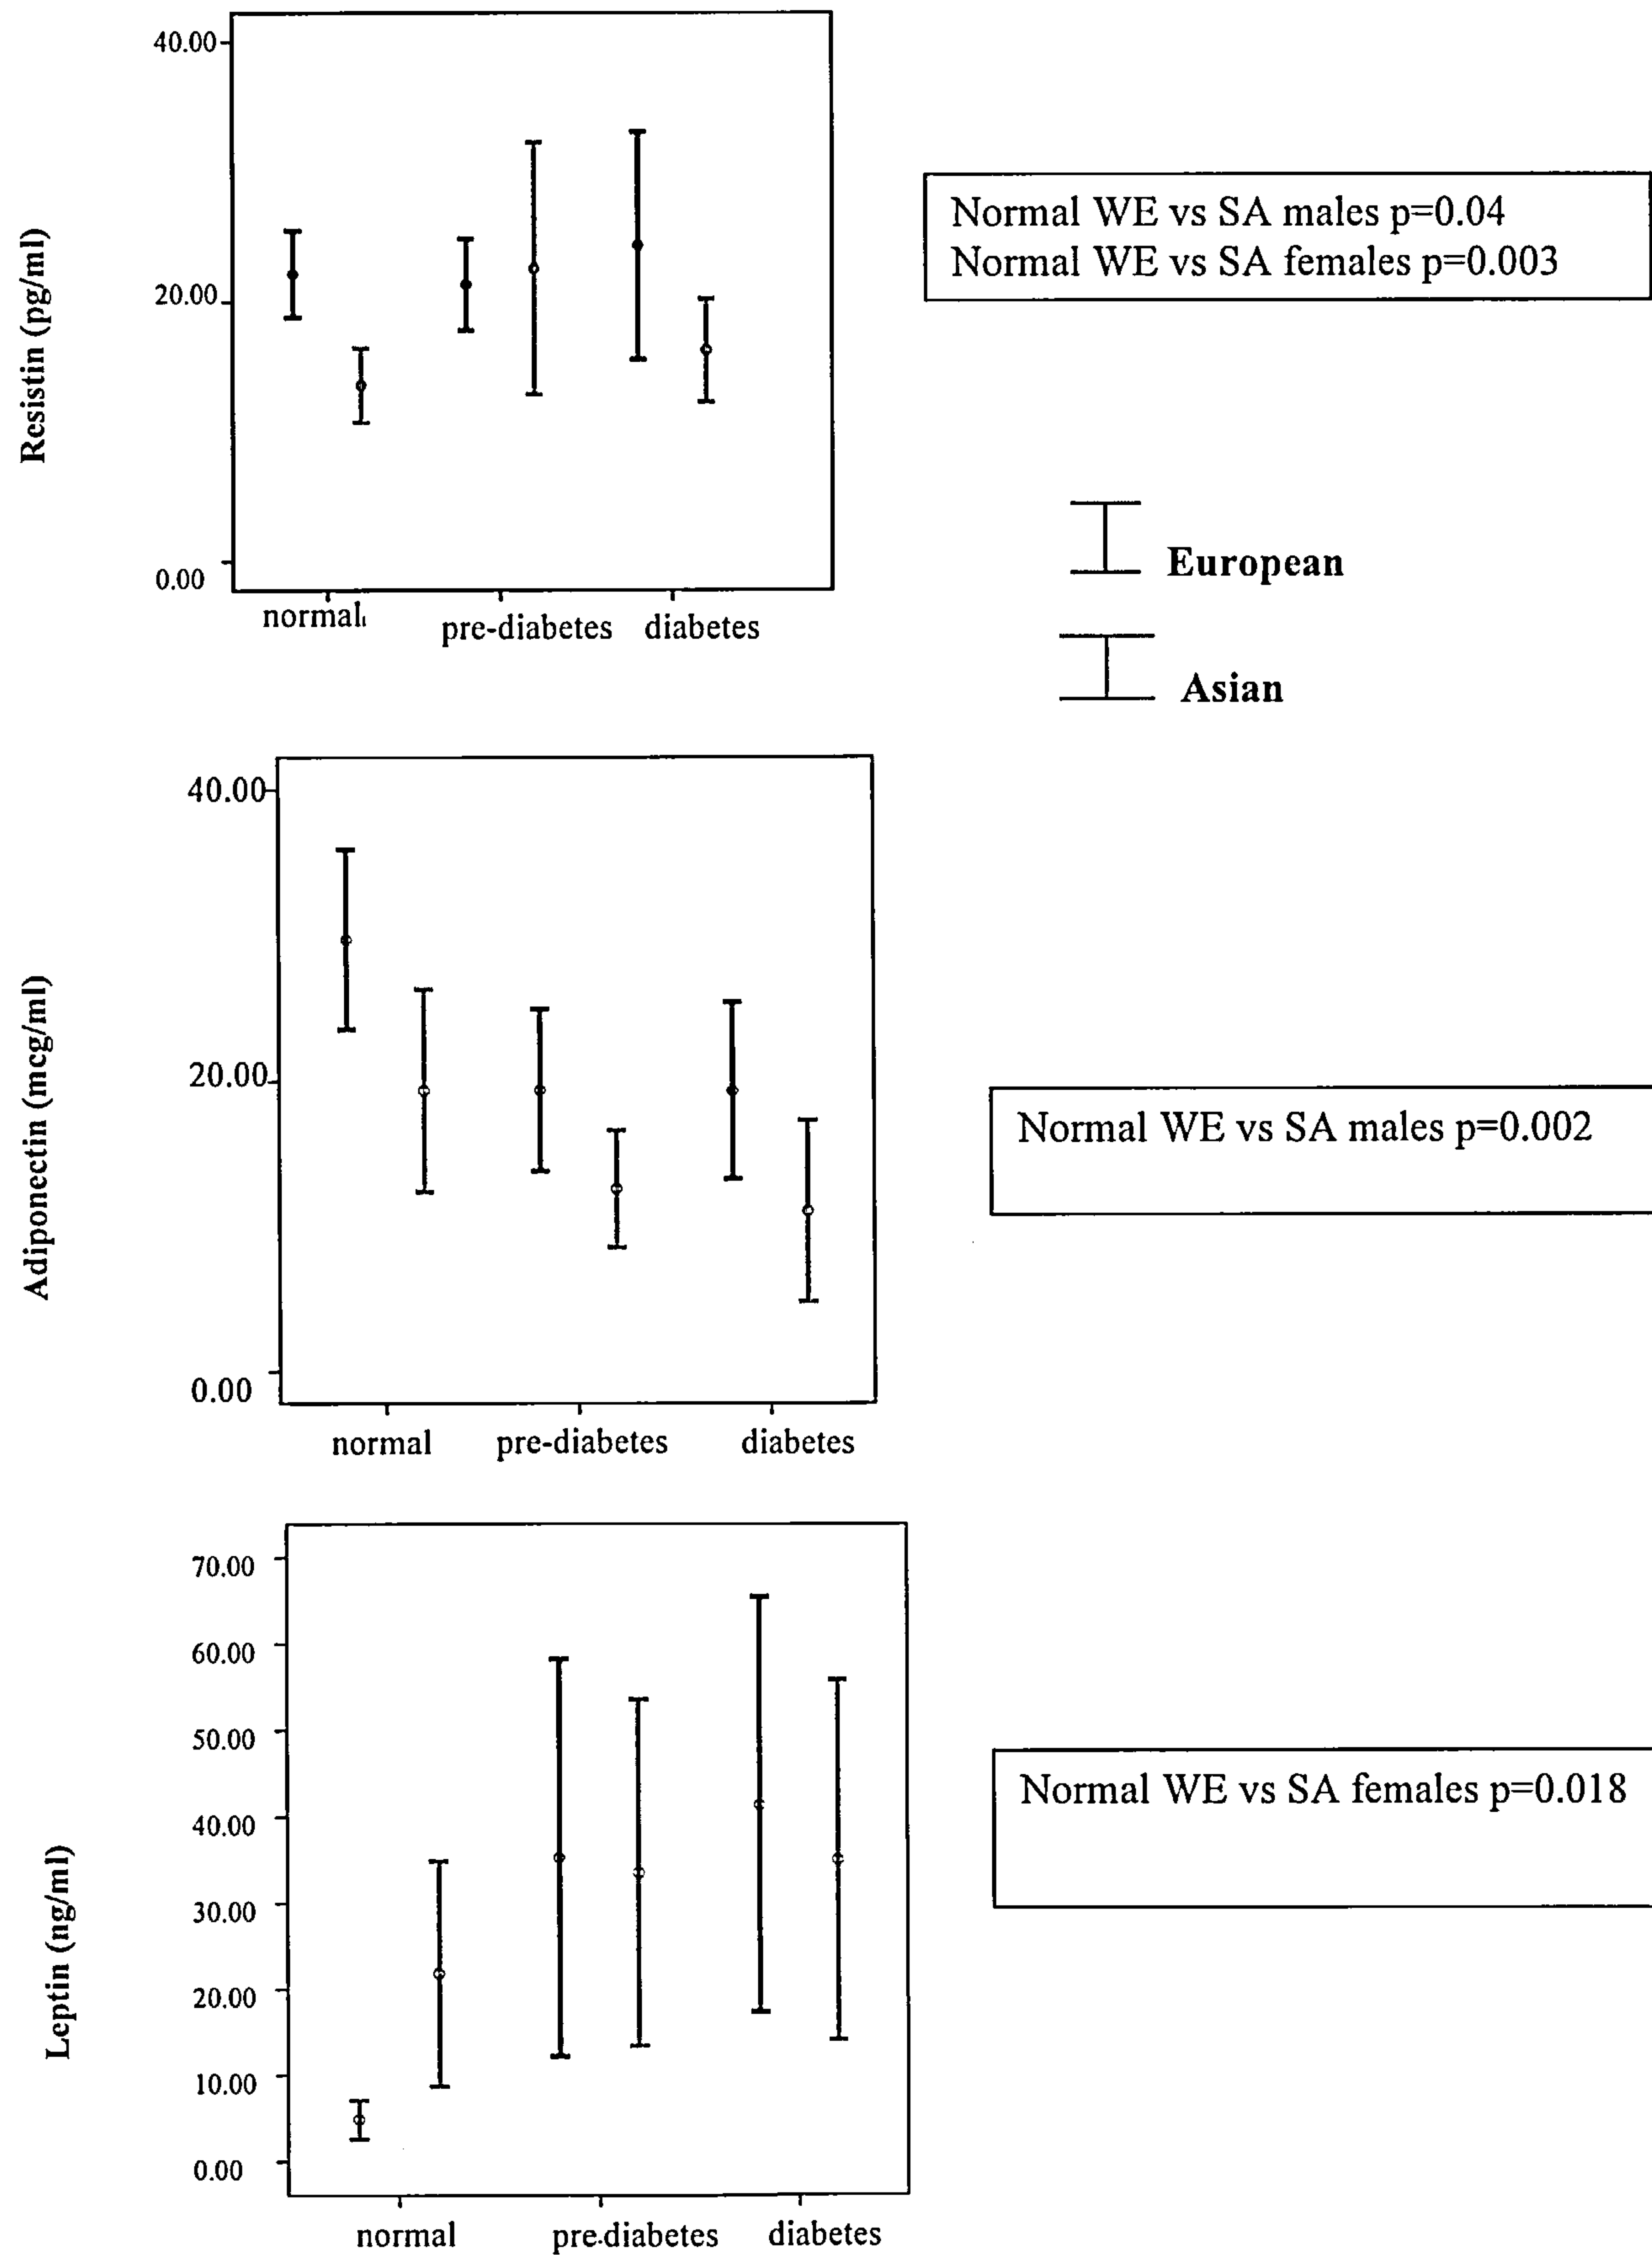 40.00
20.00
0.00
Resistin (pg/ml)
normal
pre-diabetes
diabetes
Normal WE vs SA males p=0.04
Normal WE vs SA females p=0.003
European
Asian
40.00
20.00
0.00
Adiponectin (mcg/ml)
normal
pre-diabetes
diabetes
Normal WE vs SA males p=0.002
70.00
60.00
50.00
40.00
30.00
20.00
10.00
0.00
Leptin (ng/ml)
normal
pre-diabetes
diabetes
Normal WE vs SA females p=0.018